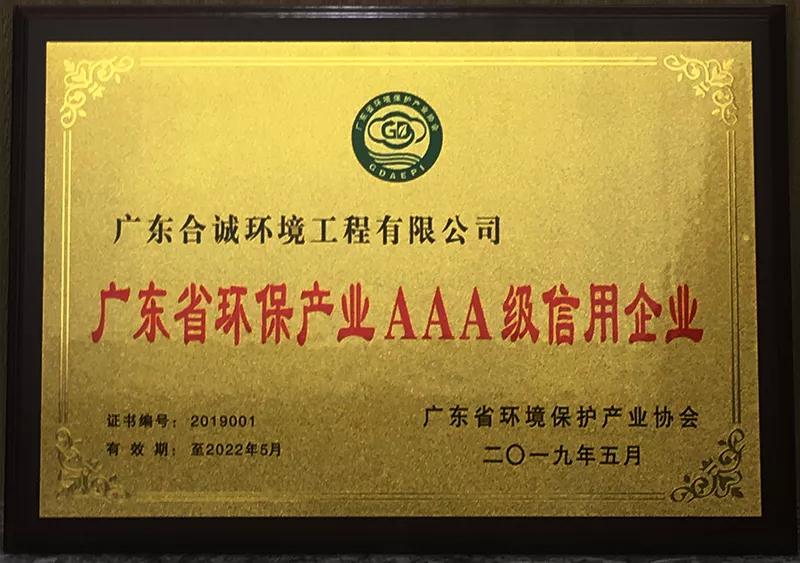 广东省环境保护产业协会
GD
GDAEPI
广东合诚环境工程有限公司
广东省环保产业AAA级信用企业
证书编号：2019001
有效期：至2022年5月
广东省环境保护产业协会
二〇一九年五月